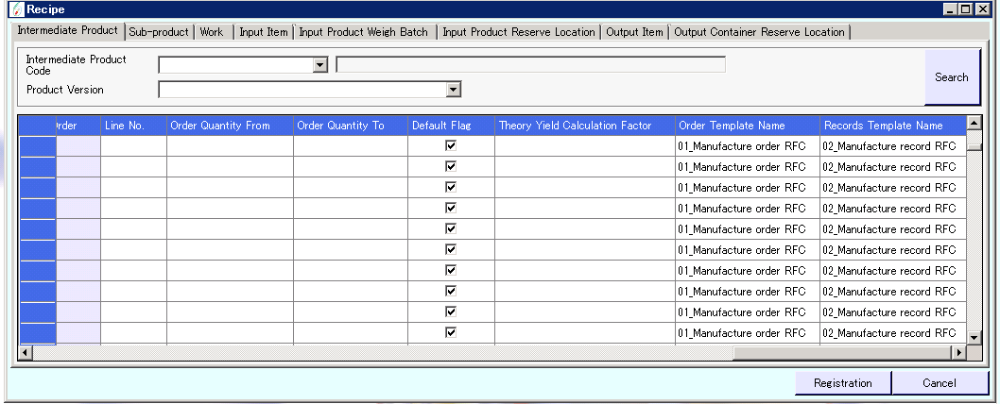 Recipe
Intermediate Product Sub-product Work Input Item Input Product Weigh Batch Input Product Reserve Location Output Item Output Container Reserve Location
Intermediate Product
Code
Search
Product Version
rder Line No. Order Quantity From Order Quantity To Default Flag Theory Yield Calculation Factor Order Template Name Records Template Name
01_Manufacture order RFC 02_Manufacture record RFC
01_Manufacture order RFC 02_Manufacture record RFC
01_Manufacture order RFC 02_Manufacture record RFC
01_Manufacture order RFC 02_Manufacture record RFC
01_Manufacture order RFC 02_Manufacture record RFC
01_Manufacture order RFC 02_Manufacture record RFC
01_Manufacture order RFC 02_Manufacture record RFC
01_Manufacture order RFC 02_Manufacture record RFC
01_Manufacture order RFC 02_Manufacture record RFC
01_Manufacture order RFC 02_Manufacture record RFC
Registration Cancel